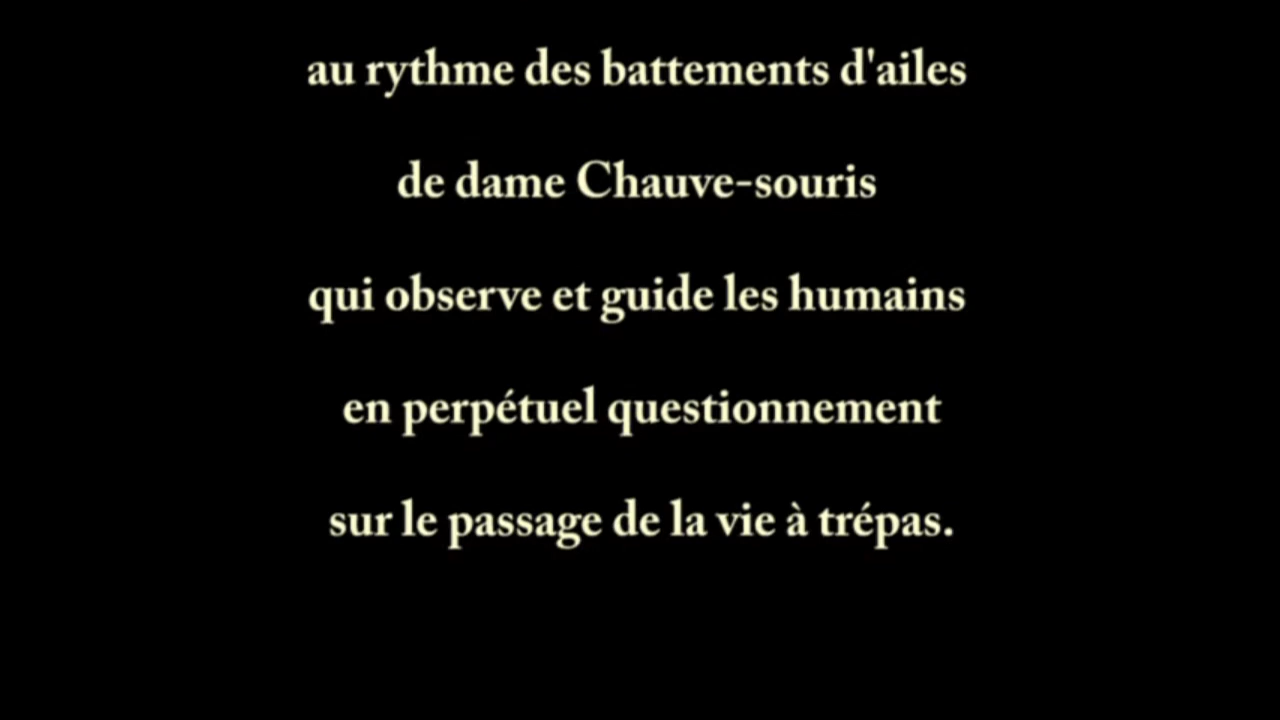 au rythme des battements d'ailes
de dame Chauve-souris
qui observe et guide les humains
en perpétuel questionnement
sur le passage de la vie à trépas.